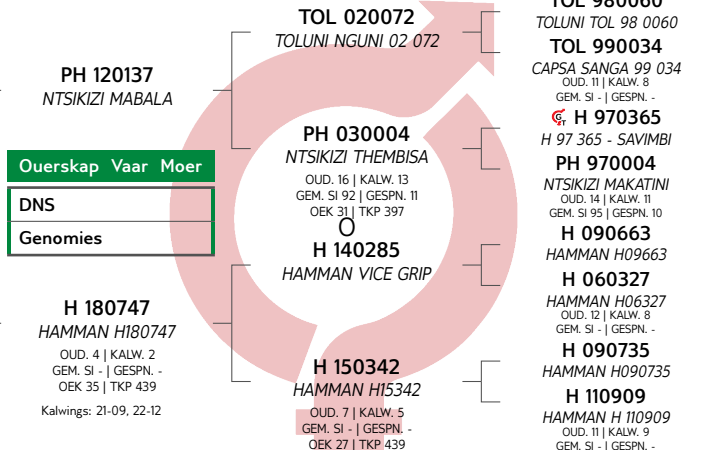 PH 120137
NTSIKIZI MABALA
Ouerskap Vaar Moer
DNS
Genomies
H 180747
HAMMAN H180747
OUD. 4 | KALW. 2
GEM. SI - | GESPN. -
OEK 35 | TKP 439
Kalwings: 21-09, 22-12
TOL 020072
TOLUNI NGUNI 02 072
PH 030004
NTSIKIZI THEMBISA
OUD. 16 | KALW. 13
GEM. SI 92 | GESPN. 11
OEK 31 | TKP 397
O
H 140285
HAMMAN VICE GRIP
H 150342
HAMMAN H15342
OUD. 7 | KALW. 5
GEM. SI - | GESPN. -
OEK 27 | TKP 439
TOL 980060
TOLUNI TOL 98 0060
TOL 990034
CAPSA SANGA 99 034
OUD. 11 | KALW. 8
GEM. SI - | GESPN. -
H 970365
H 97 365 - SAVIMBI
PH 970004
NTSIKIZI MAKATINI
OUD. 14 | KALW. 11
GEM. SI 95 | GESPN. 10
H 090663
HAMMAN H09663
H 060327
HAMMAN H06327
OUD. 12 | KALW. 8
GEM. SI - | GESPN. -
H 090735
HAMMAN H090735
H 110909
HAMMAN H 110909
OUD. 11 | KALW. 9
GEM. SI - | GESPN. -